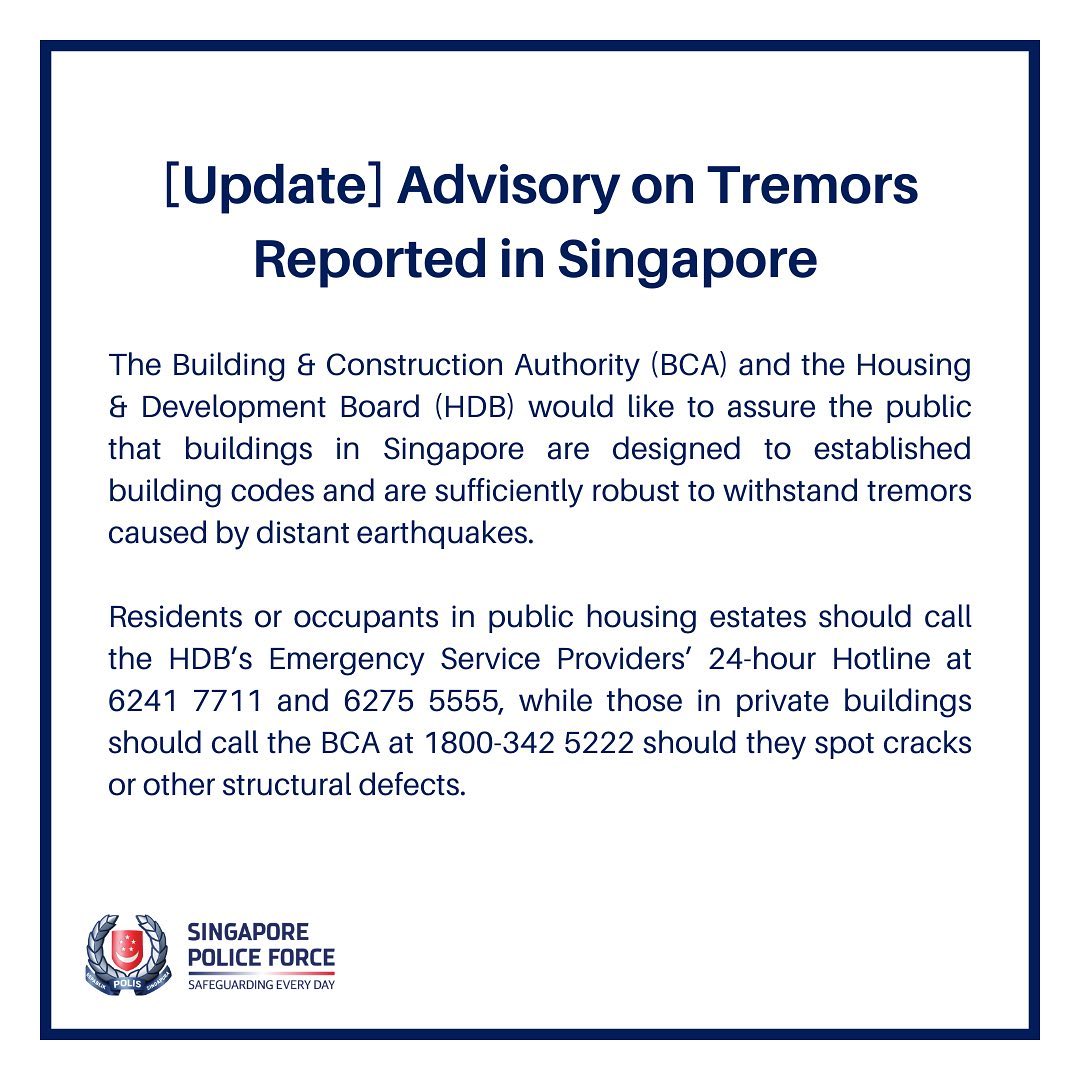 [Update] Advisory on Tremors
Reported in Singapore
The Building & Construction Authority (BCA) and the Housing
& Development Board (HDB) would like to assure the public
that buildings in Singapore are designed to established
building codes and are sufficiently robust to withstand tremors
caused by distant earthquakes.
Residents or occupants in public housing estates should call
the HDB’s Emergency Service Providers’ 24-hour Hotline at
6241 7711 and 6275 5555, while those in private buildings
should call the BCA at 1800-342 5222 should they spot cracks
or other structural defects.
REPUBLIK POLIS SINGAPURA
SINGAPORE
POLICE FORCE
SAFEGUARDING EVERY DAY